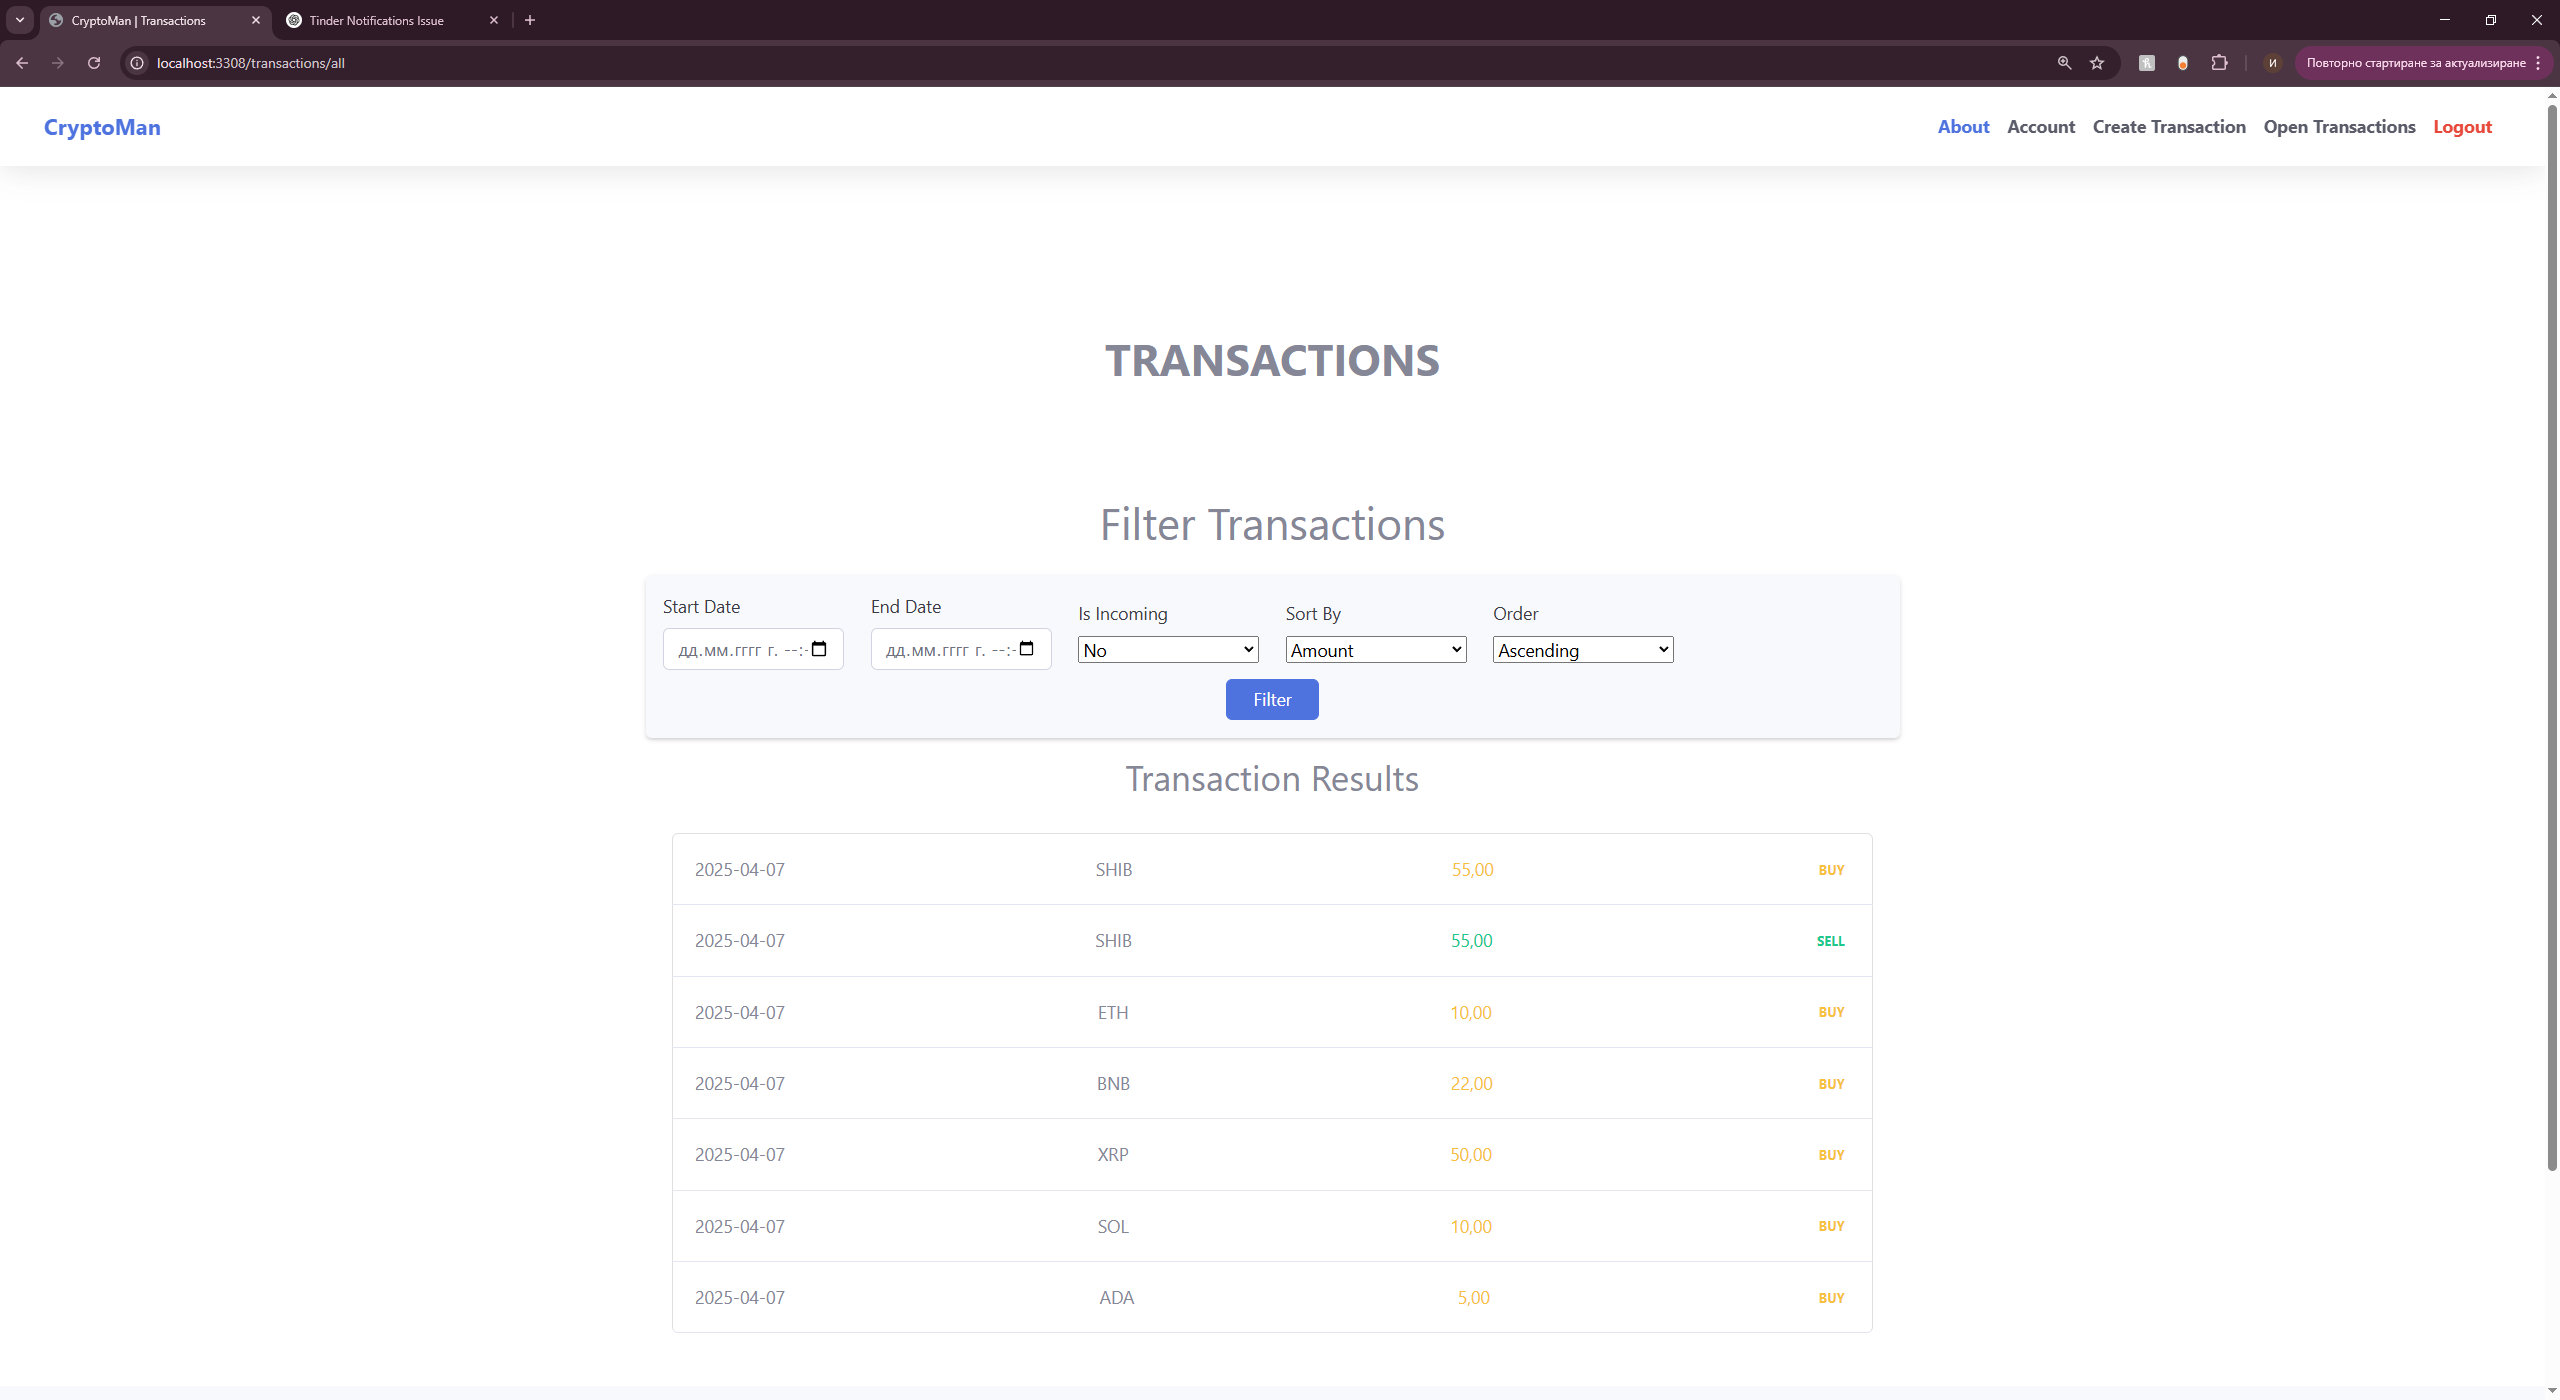 CryptoMan | Transactions
Tinder Notifications Issue
localhost:3308/transactions/all
И
Повторно стартиране за актуализиране
CryptoMan
About Account Create Transaction Open Transactions Logout
TRANSACTIONS
Filter Transactions
Start Date End Date Is Incoming Sort By Order
дд.мм.гггг г. --:- дд.мм.гггг г. --:- No Amount Ascending
Filter
Transaction Results
2025-04-07 SHIB 55,00 BUY
2025-04-07 SHIB 55,00 SELL
2025-04-07 ETH 10,00 BUY
2025-04-07 BNB 22,00 BUY
2025-04-07 XRP 50,00 BUY
2025-04-07 SOL 10,00 BUY
2025-04-07 ADA 5,00 BUY